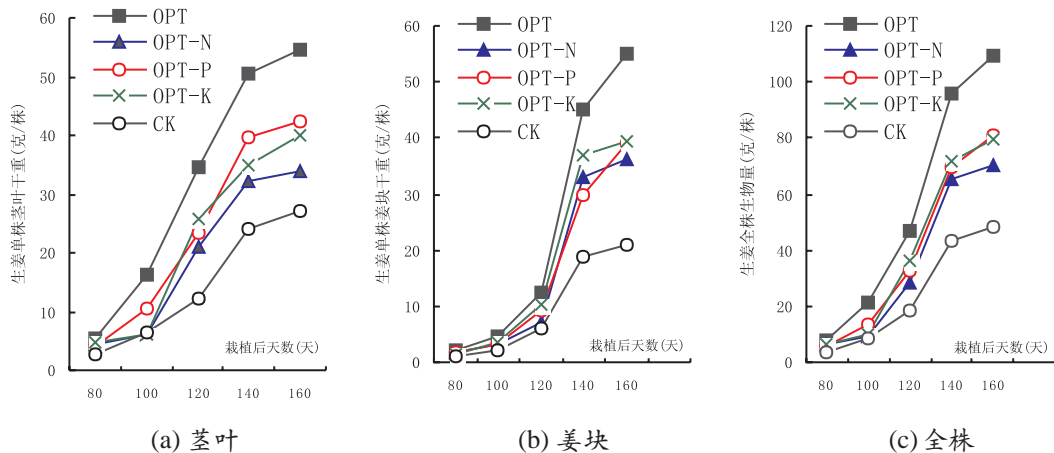 60
50
40
30
20
10
0
80 100 120 140 160
OPT
OPT-N
OPT-P
OPT-K
CK
生姜单株茎叶干重(克/株)
栽植后天数(天)
(a) 茎叶
60
50
40
30
20
10
0
80 100 120 140 160
OPT
OPT-N
OPT-P
OPT-K
CK
生姜单株姜块干重(克/株)
栽植后天数(天)
(b) 姜块
120
100
80
60
40
20
0
80 100 120 140 160
OPT
OPT-N
OPT-P
OPT-K
CK
生姜全株生物量(克/株)
栽植后天数(天)
(c) 全株